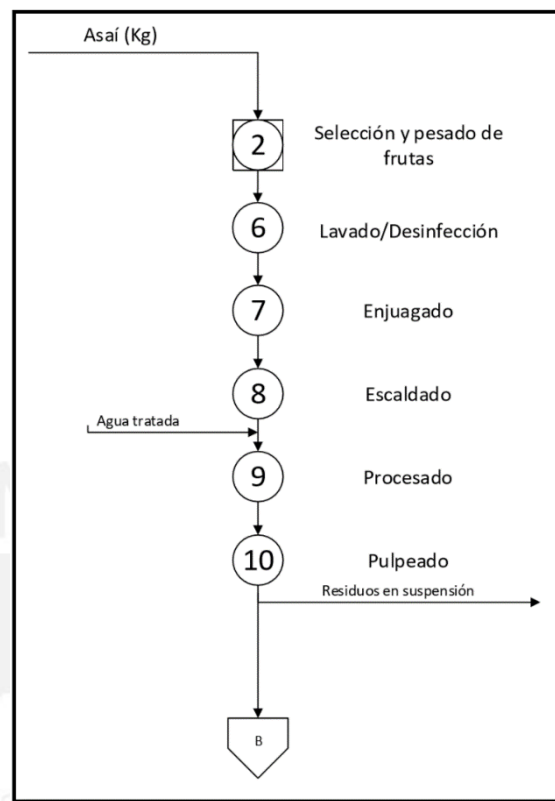 Asaí (Kg)
2
Selección y pesado de
frutas
6
Lavado/Desinfección
7
Enjuagado
8
Escaldado
Agua tratada
9
Procesado
10
Pulpeado
Residuos en suspensión
B